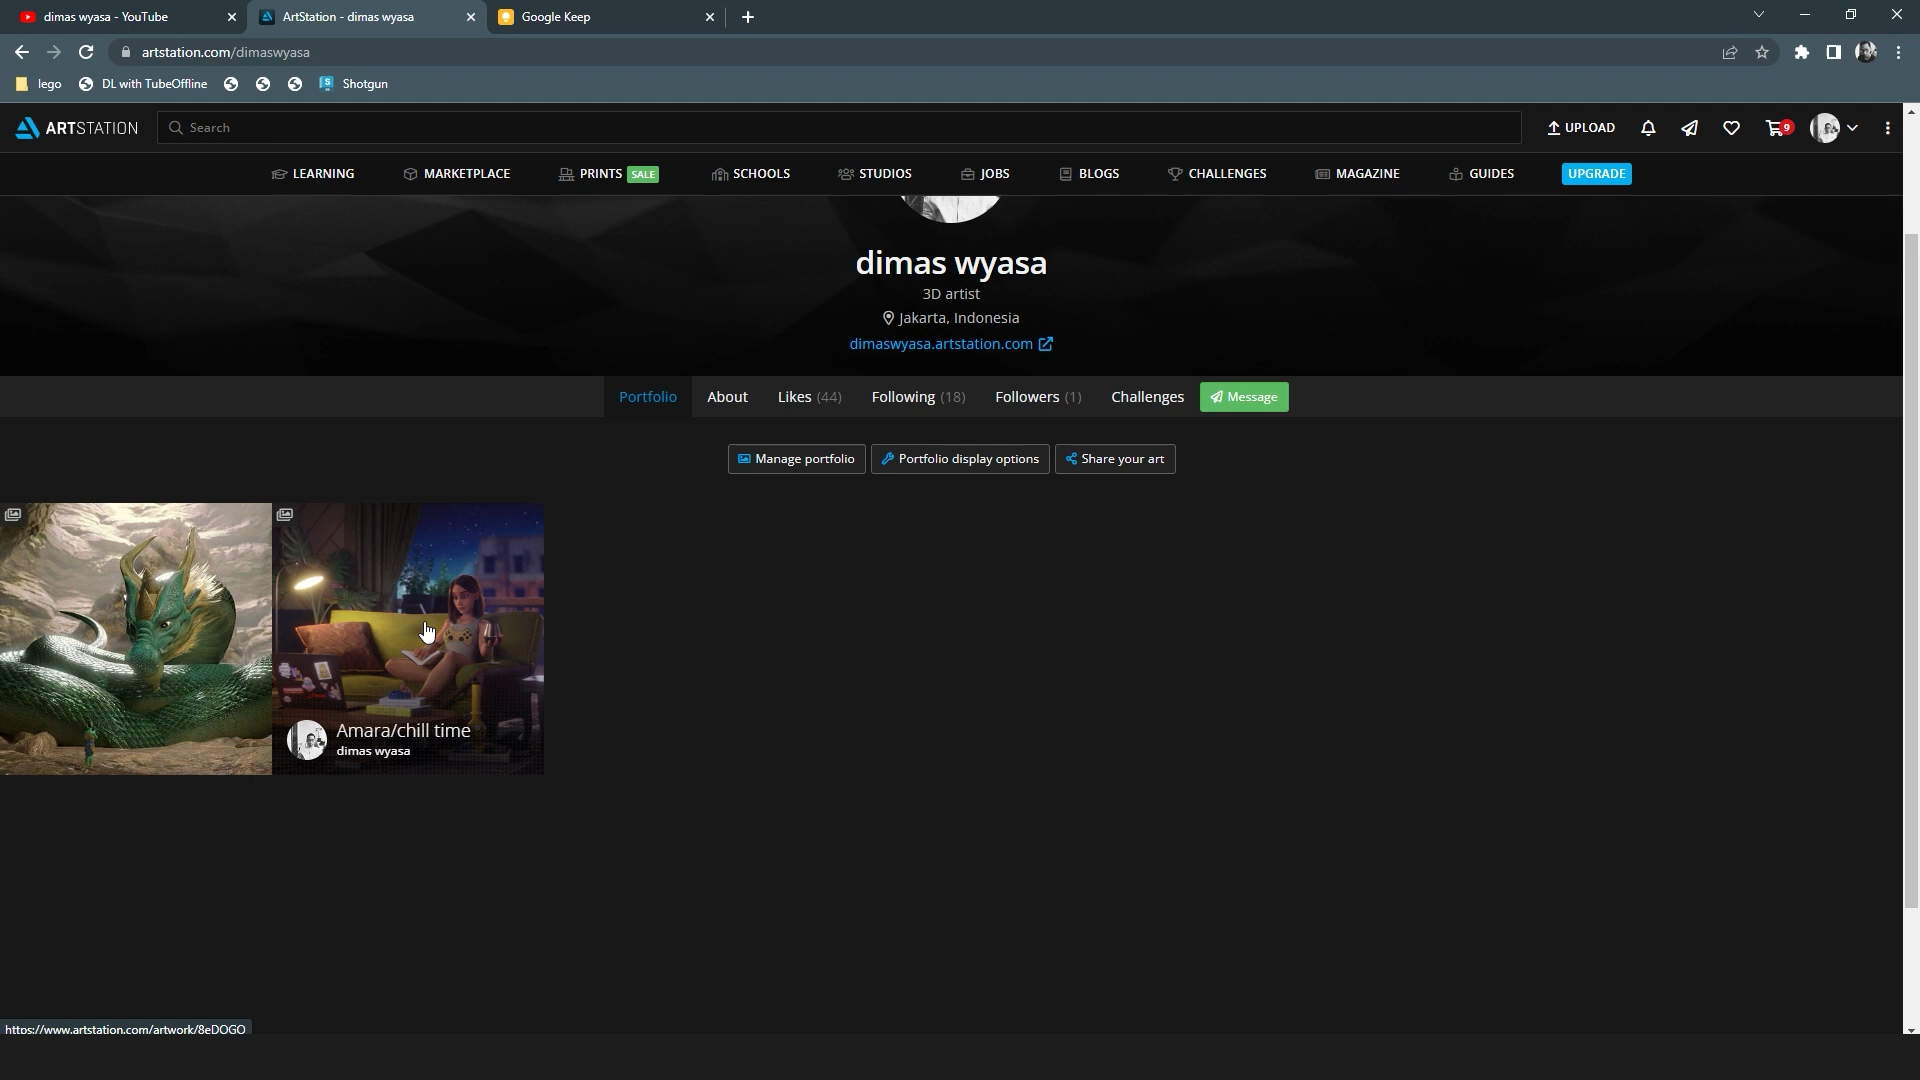 dimas wyasa - YouTube
ArtStation - dimas wyasa
Google Keep
artstation.com/dimaswyasa
lego
DL with TubeOffline
S
Shotgun
ARTSTATION
Search
UPLOAD
9
LEARNING
MARKETPLACE
PRINTS SALE
SCHOOLS
STUDIOS
JOBS
BLOGS
CHALLENGES
MAGAZINE
GUIDES
UPGRADE
dimas wyasa
3D artist
Jakarta, Indonesia
dimaswyasa.artstation.com
Portfolio
About
Likes (44)
Following (18)
Followers (1)
Challenges
Message
Manage portfolio
Portfolio display options
Share your art
Amara/chill time
dimas wyasa
https://www.artstation.com/artwork/8eDOGO